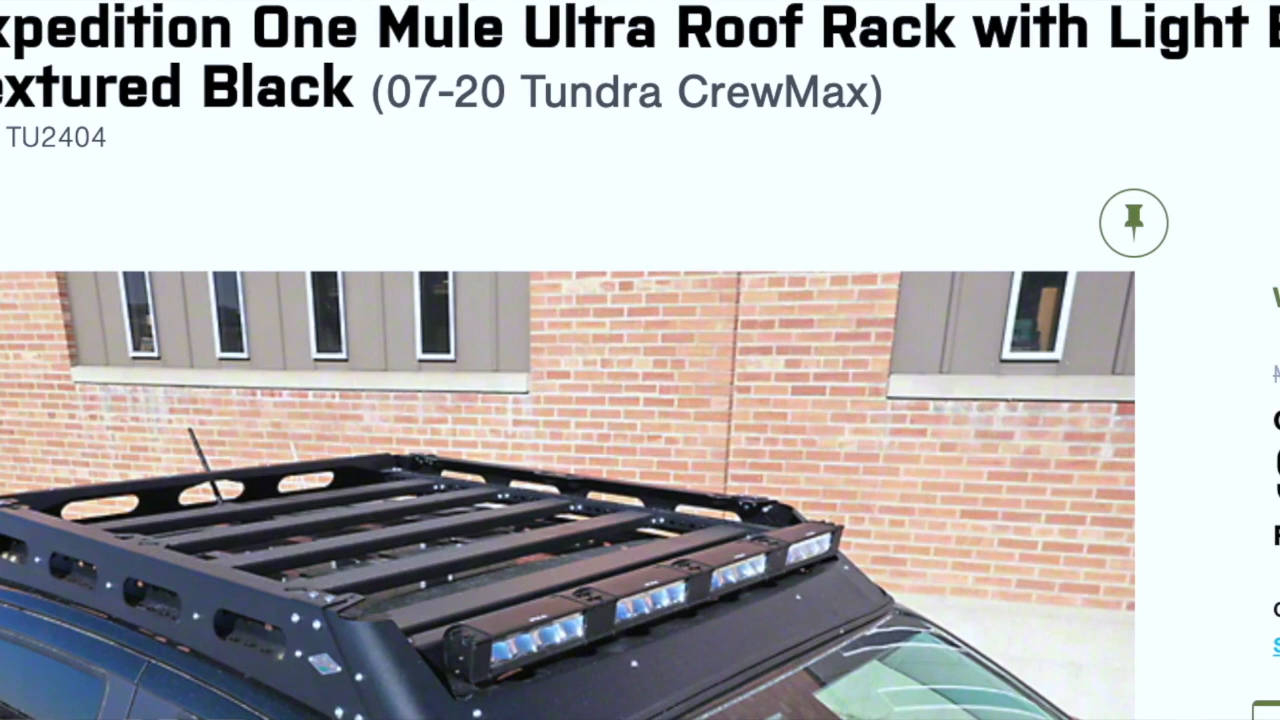 xpedition One Mule Ultra Roof Rack with Light
extured Black (07-20 Tundra CrewMax)
TU2404